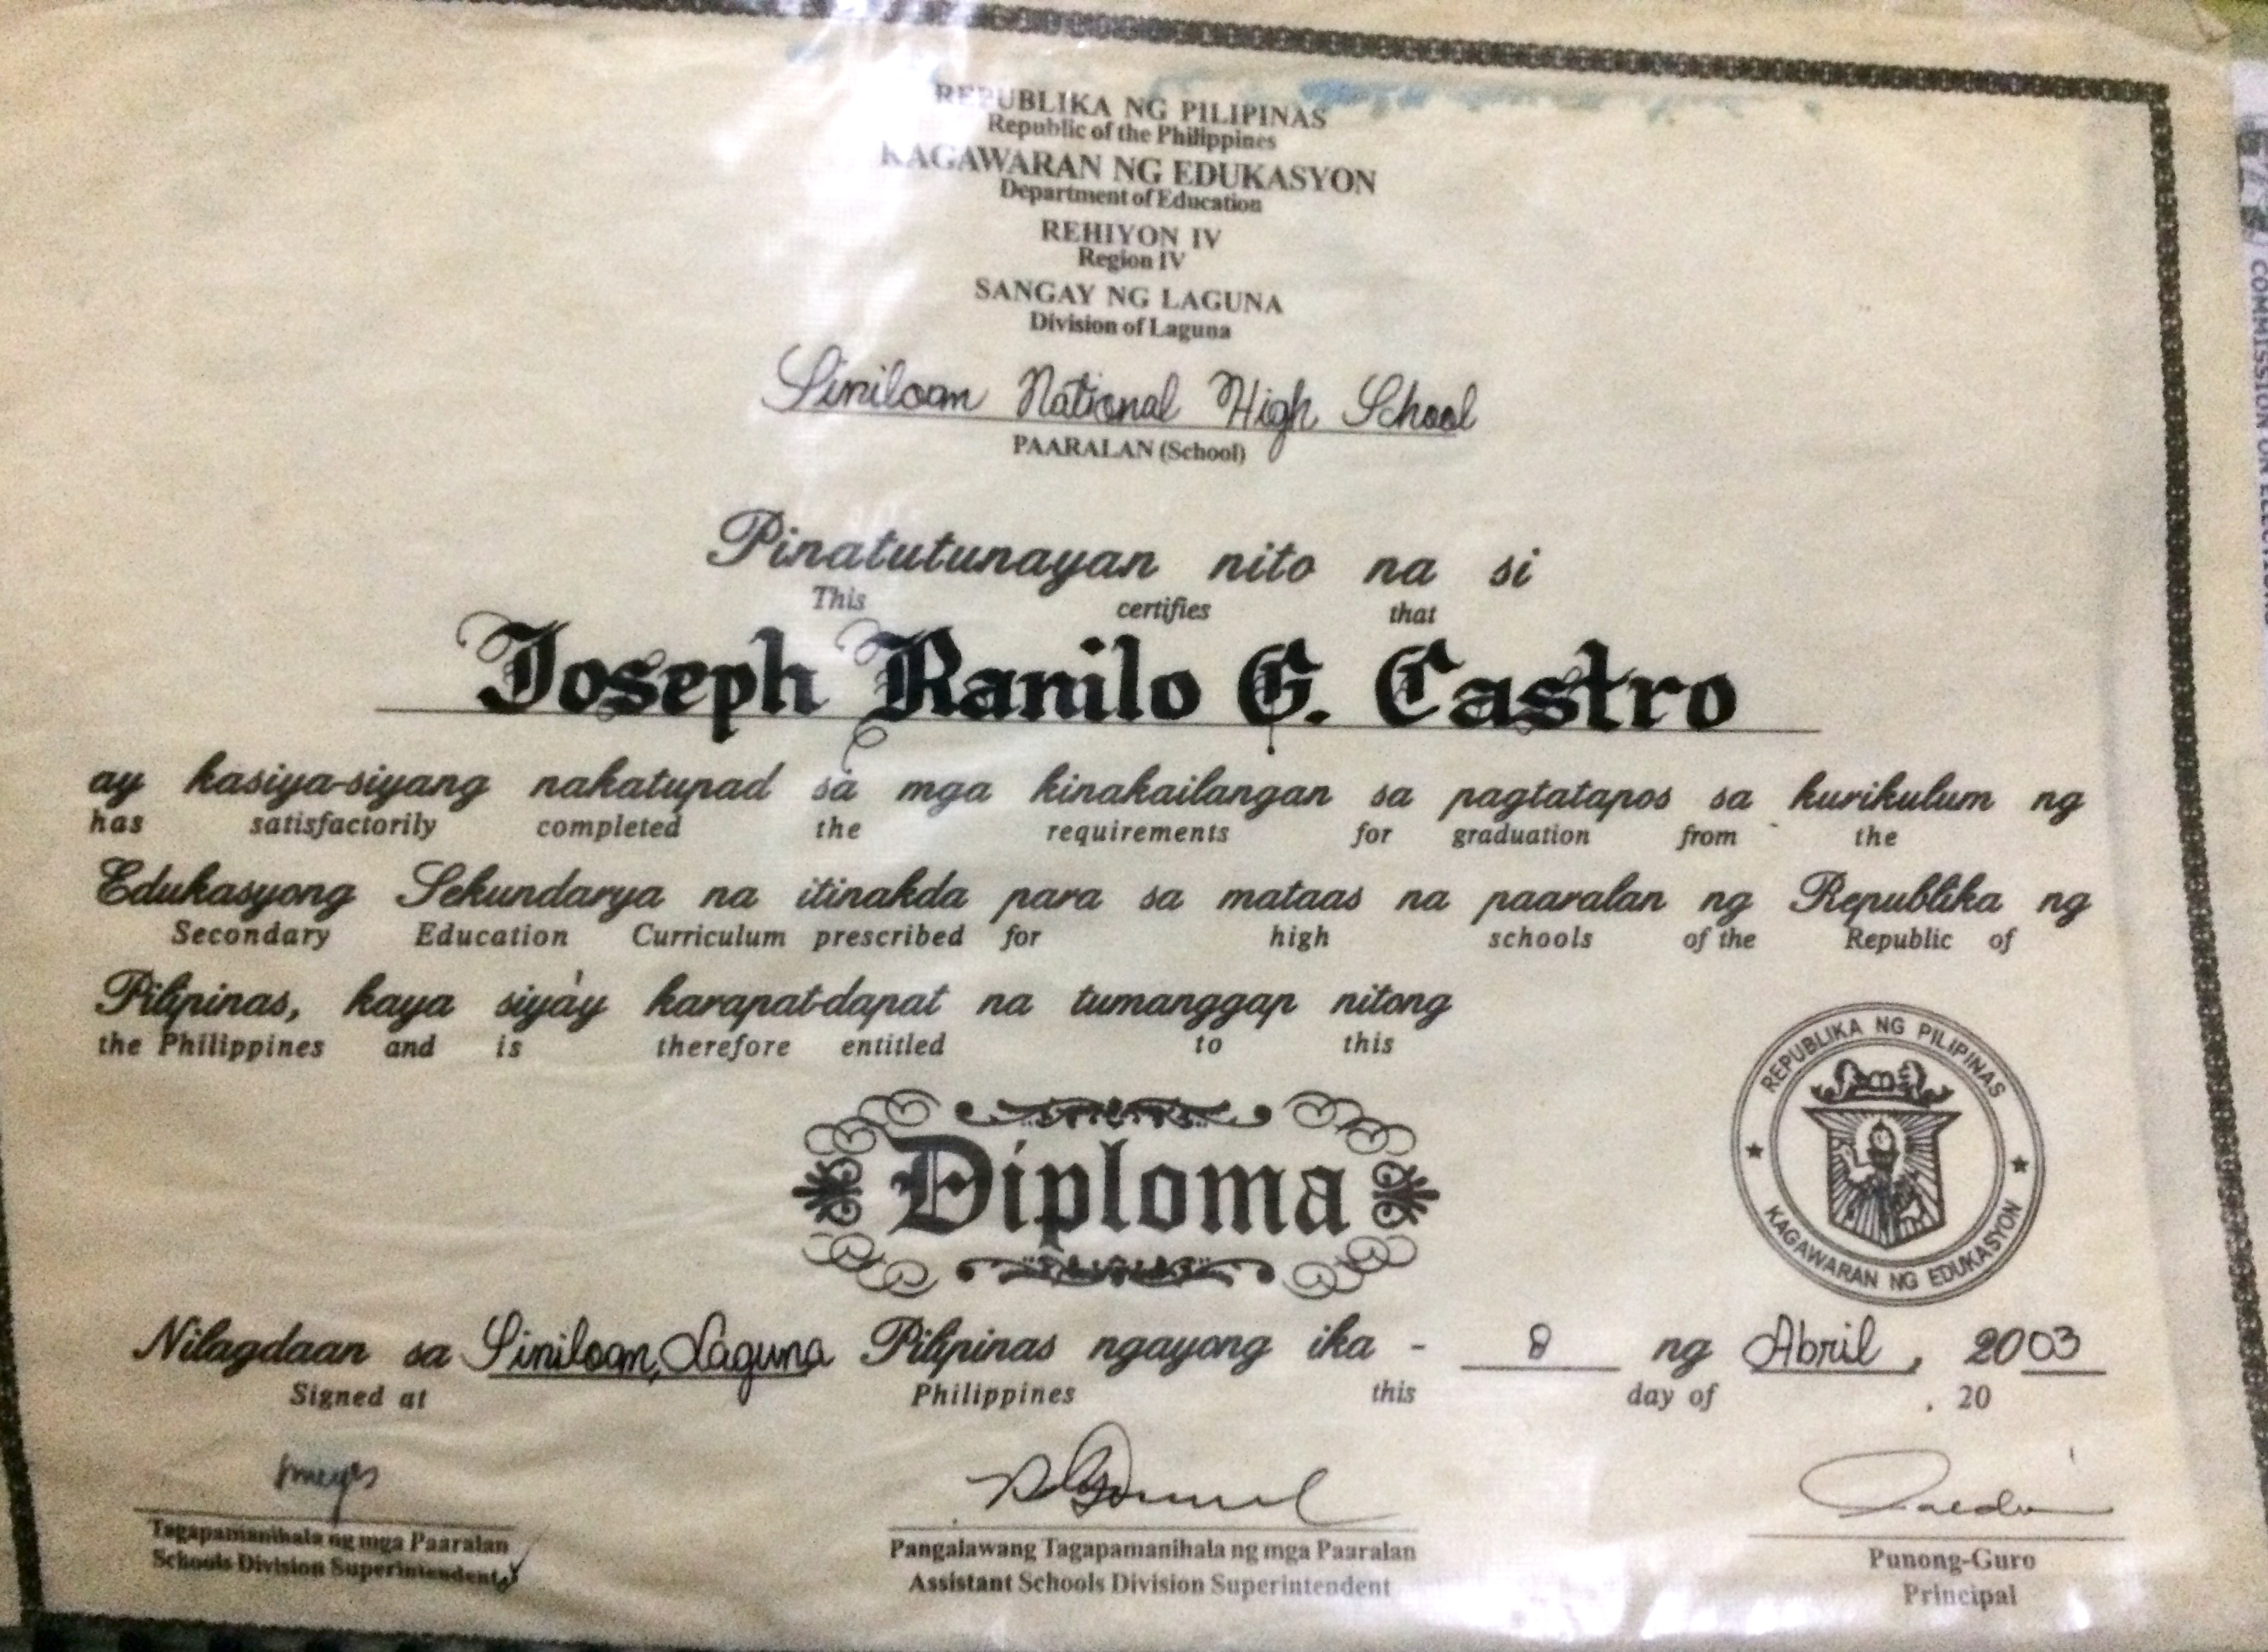 REPUBLIKA NG PILIPINAS
Republic of the Philippines
KAGAWARAN NG EDUKASYON
Department of Education
REHIYON IV
Region IV
SANGAY NG LAGUNA
Division of Laguna
Siniloan National High School
PAARALAN (School)
Pinatutunayan nito na si
This certifies that
Joseph Ranilo G. Castro
ay kasiya-siyang nakatupad sa mga kinakailangan sa pagtatapos sa kurikulum ng
has satisfactorily completed the requirements for graduation from the
Edukasyong Sekundarya na itinakda para sa mataas na paaralan ng Republika ng
Secondary Education Curriculum prescribed for high schools of the Republic of
Pilipinas, kaya siya'y karapat-dapat na tumanggap nitong
the Philippines and is therefore entitled to this
REPUBLIKA NG PILIPINAS
KAGAWARAN NG EDUKASYON
Diploma
Nilagdaan sa Siniloan, Laguna Pilipinas ngayong ika - 8 ng Abril, 2003
Signed at Philippines this day of , 20
Tagapamanihala ng mga Paaralan
Schools Division Superintendent
Pangalawang Tagapamanihala ng mga Paaralan
Assistant Schools Division Superintendent
Punong-Guro
Principal